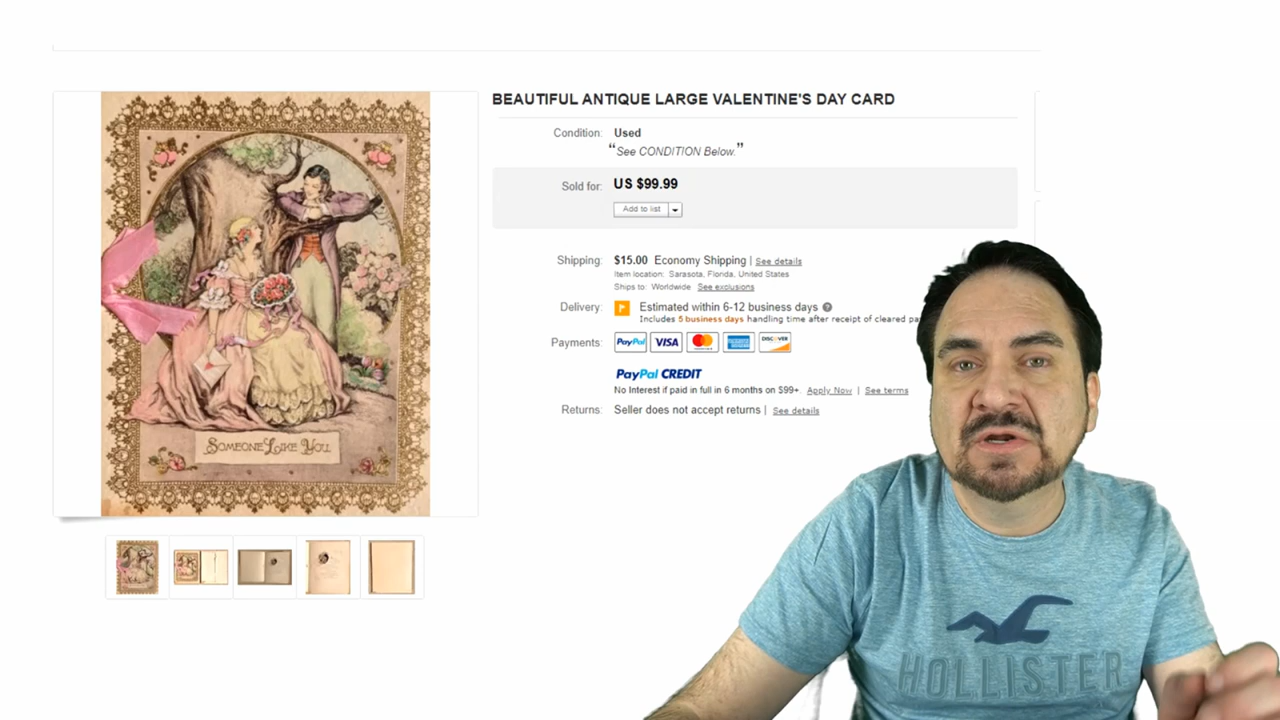 BEAUTIFUL ANTIQUE LARGE VALENTINE'S DAY CARD
Condition: Used
“See CONDITION Below.”
Sold for: US $99.99
Add to list
Shipping: $15.00 Economy Shipping | See details
Item location: Sarasota, Florida, United States
Ships to: Worldwide See exclusions
Delivery: Estimated within 6-12 business days ?
Includes 5 business days handling time after receipt of cleared
Payments: PayPal VISA MasterCard AMERICAN EXPRESS DISCOVER
PayPal CREDIT
No Interest if paid in full in 6 months on $99+. Apply Now | See terms
Returns: Seller does not accept returns | See details
SOMEONE LIKE YOU
HOLLISTER